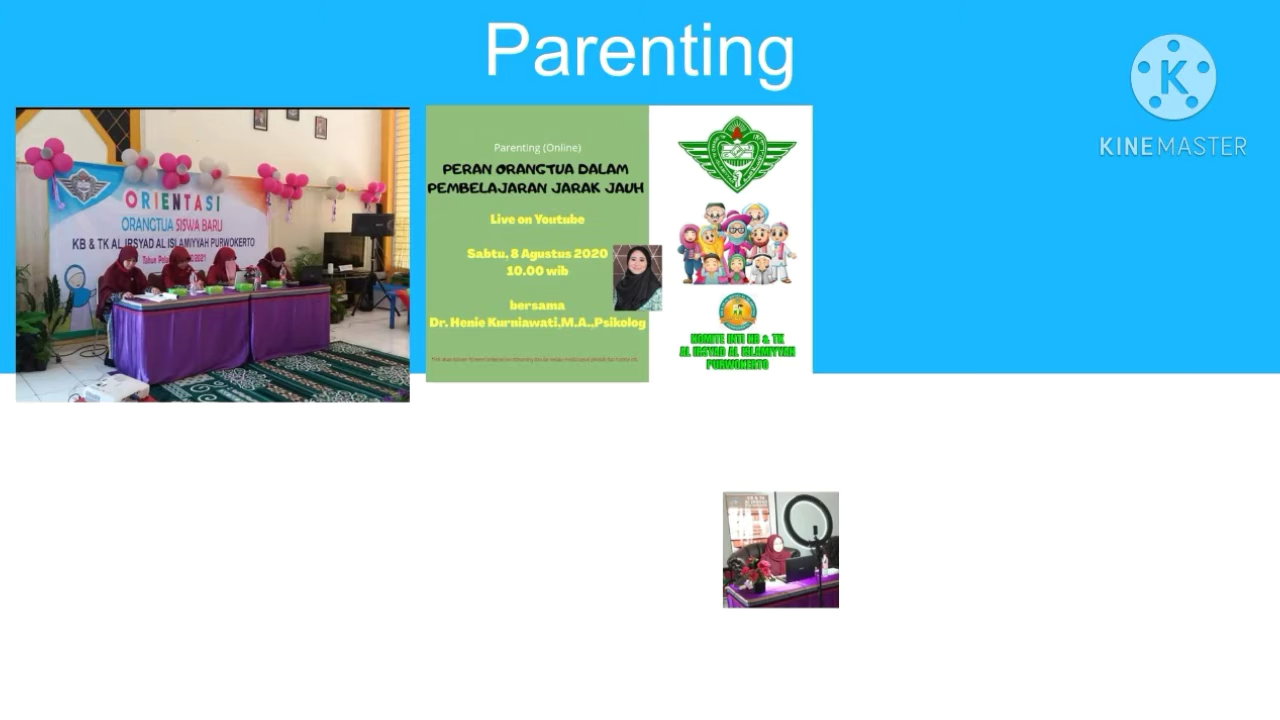 Parenting
KINEMASTER
ORIENTASI
ORANGTUA SISWA BARU
KB & TK AL IRSYAD AL ISLAMIYYAH PURWOKERTO
Parenting (Online)
PERAN ORANGTUA DALAM
PEMBELAJARAN JARAK JAUH
Live on Youtube
Sabtu, 8 Agustus 2020
10.00 wib
bersama
Dr. Henie Kurniawati,M.A.,Psikolog
KOMITE INTI KB & TK
AL IRSYAD AL ISLAMIYYAH
PURWOKERTO